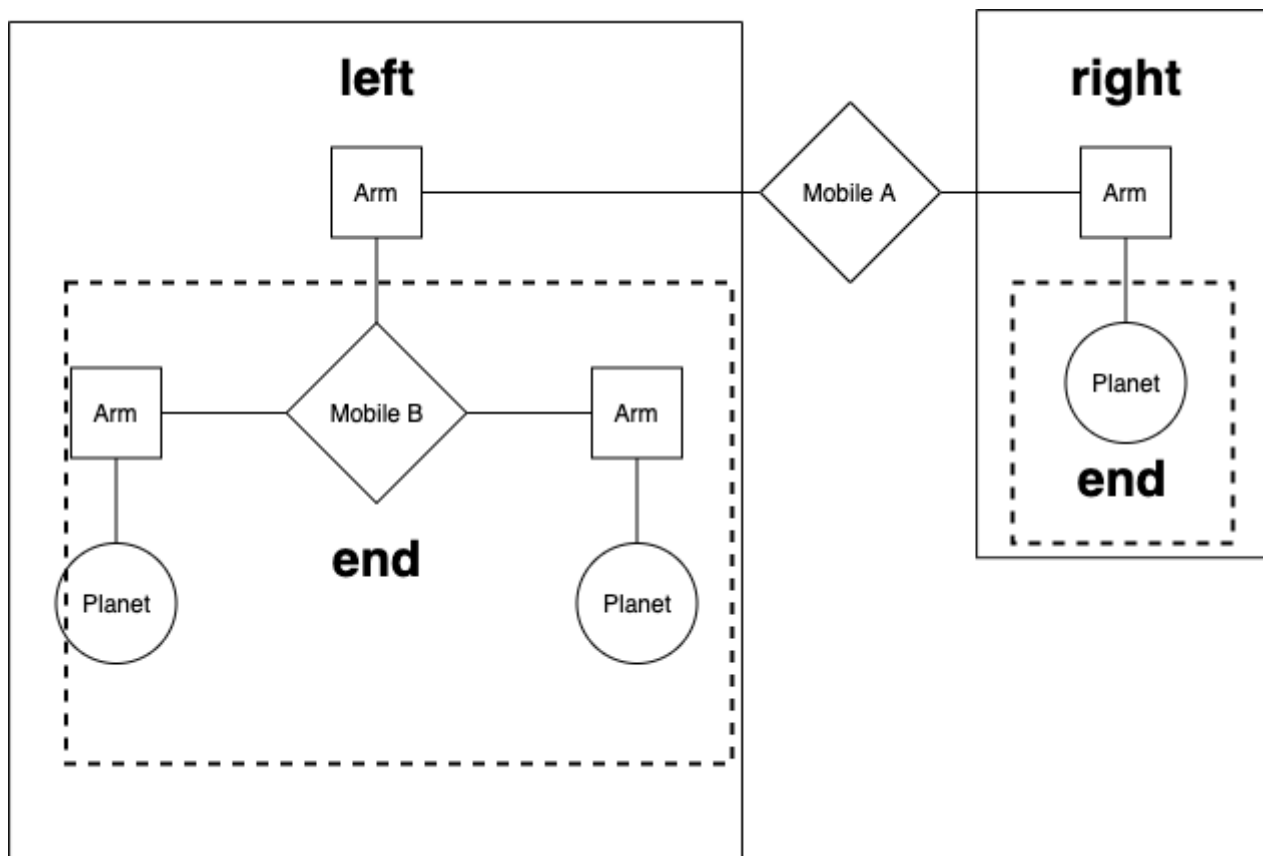 left
right
Arm
Mobile A
Arm
Arm
Mobile B
Arm
Planet
end
end
Planet
Planet